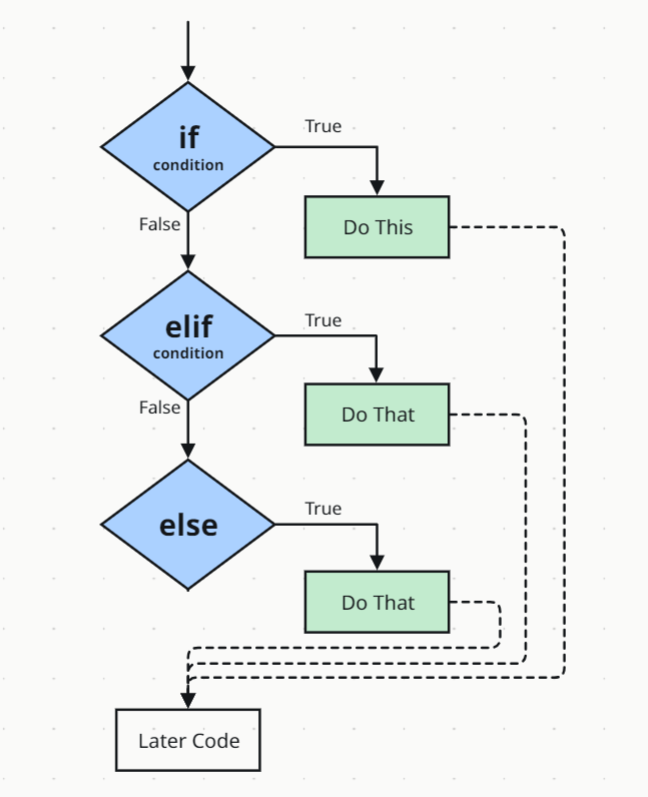 if
condition
True
Do This
False
elif
condition
True
Do That
False
else
True
Do That
Later Code